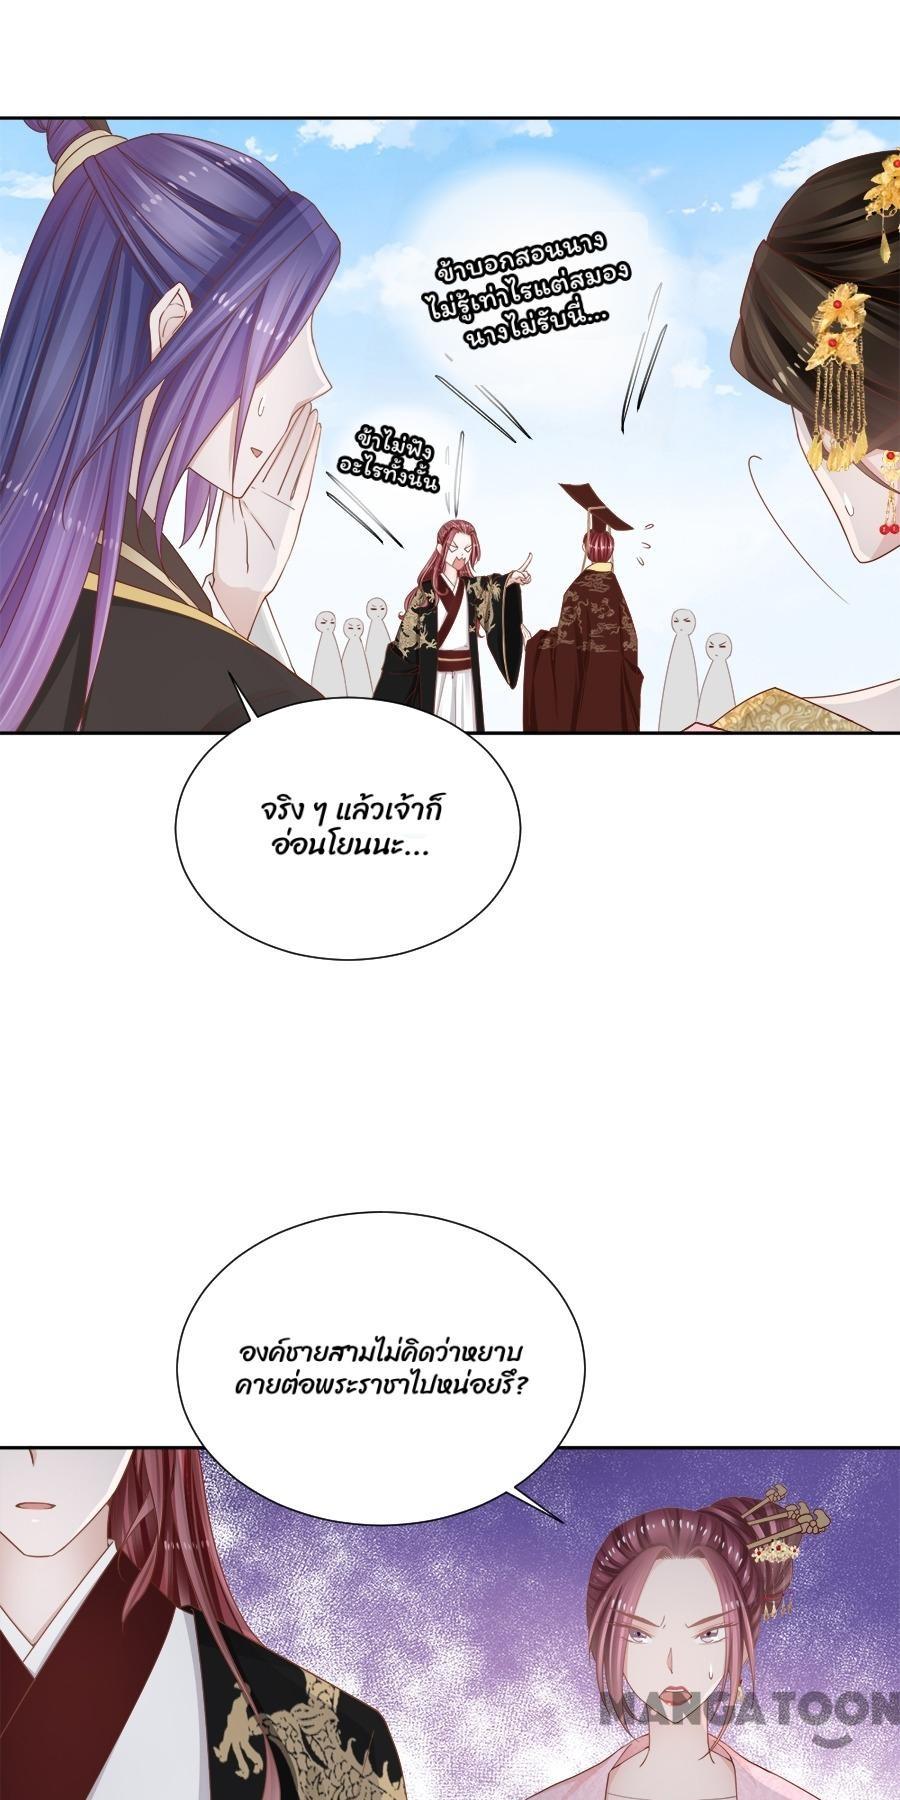 ข้าบอกสอนนาง
ไม่รู้เท่าไรแต่สมอง
นางไม่รับนี่...
ข้าไม่ฟัง
อะไรทั้งนั้น
จริง ๆ แล้วเจ้าก็
อ่อนโยนนะ...
องค์ชายสามไม่คิดว่าหยาบ
คายต่อพระราชาไปหน่อยรึ?
MANGATOON